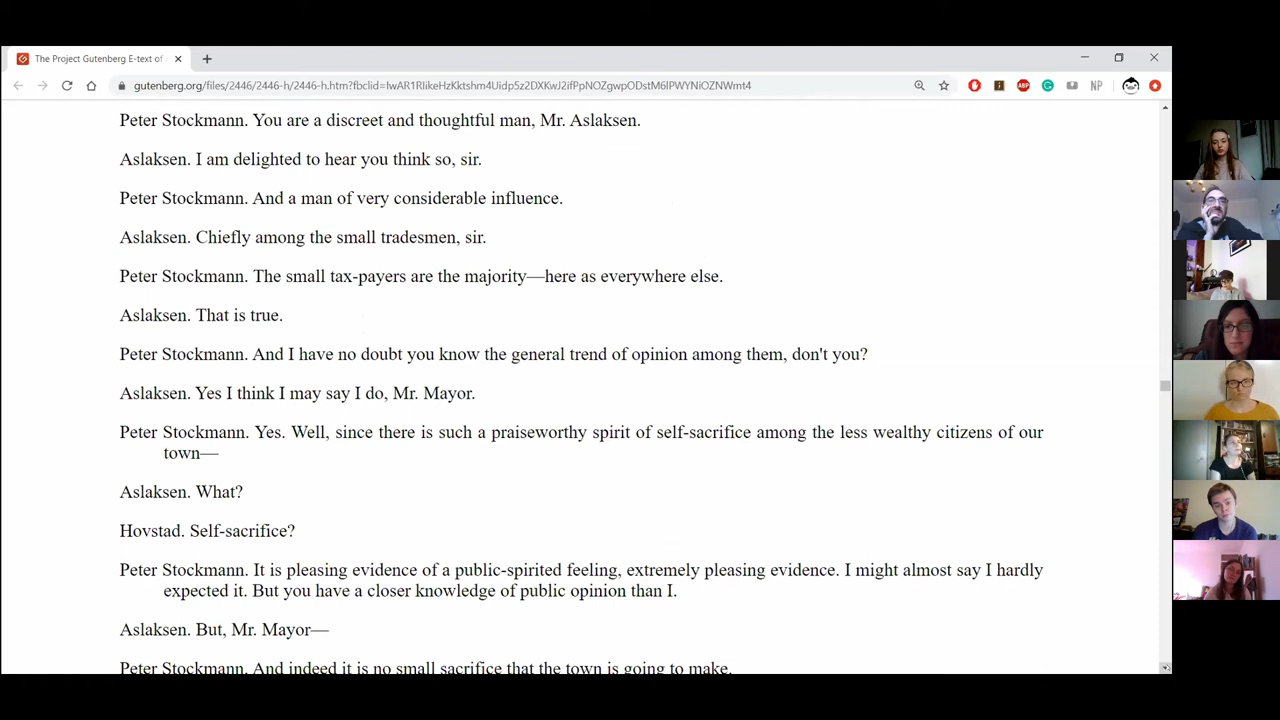 The Project Gutenberg E-text of
gutenberg.org/files/2446/2446-h/2446-h.htm?fbclid=IwAR1RIikeHzKktshm4Uidp5z2DXKwJ2ifPpNOZgwpODstM6lPWYNiOZNWmt4
ABP
NP
Peter Stockmann. You are a discreet and thoughtful man, Mr. Aslaksen.
Aslaksen. I am delighted to hear you think so, sir.
Peter Stockmann. And a man of very considerable influence.
Aslaksen. Chiefly among the small tradesmen, sir.
Peter Stockmann. The small tax-payers are the majority—here as everywhere else.
Aslaksen. That is true.
Peter Stockmann. And I have no doubt you know the general trend of opinion among them, don't you?
Aslaksen. Yes I think I may say I do, Mr. Mayor.
Peter Stockmann. Yes. Well, since there is such a praiseworthy spirit of self-sacrifice among the less wealthy citizens of our
town—
Aslaksen. What?
Hovstad. Self-sacrifice?
Peter Stockmann. It is pleasing evidence of a public-spirited feeling, extremely pleasing evidence. I might almost say I hardly
expected it. But you have a closer knowledge of public opinion than I.
Aslaksen. But, Mr. Mayor—
Peter Stockmann. And indeed it is no small sacrifice that the town is going to make.